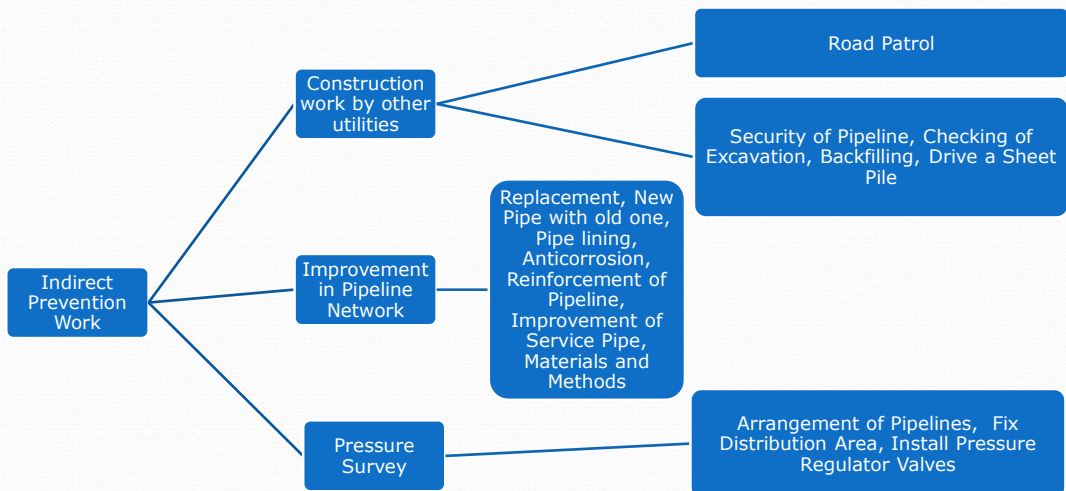 Indirect
Prevention
Work
Construction
work by other
utilities
Road Patrol
Security of Pipeline, Checking of
Excavation, Backfilling, Drive a Sheet
Pile
Improvement
in Pipeline
Network
Replacement, New
Pipe with old one,
Pipe lining,
Anticorrosion,
Reinforcement of
Pipeline,
Improvement of
Service Pipe,
Materials and
Methods
Pressure
Survey
Arrangement of Pipelines, Fix
Distribution Area, Install Pressure
Regulator Valves